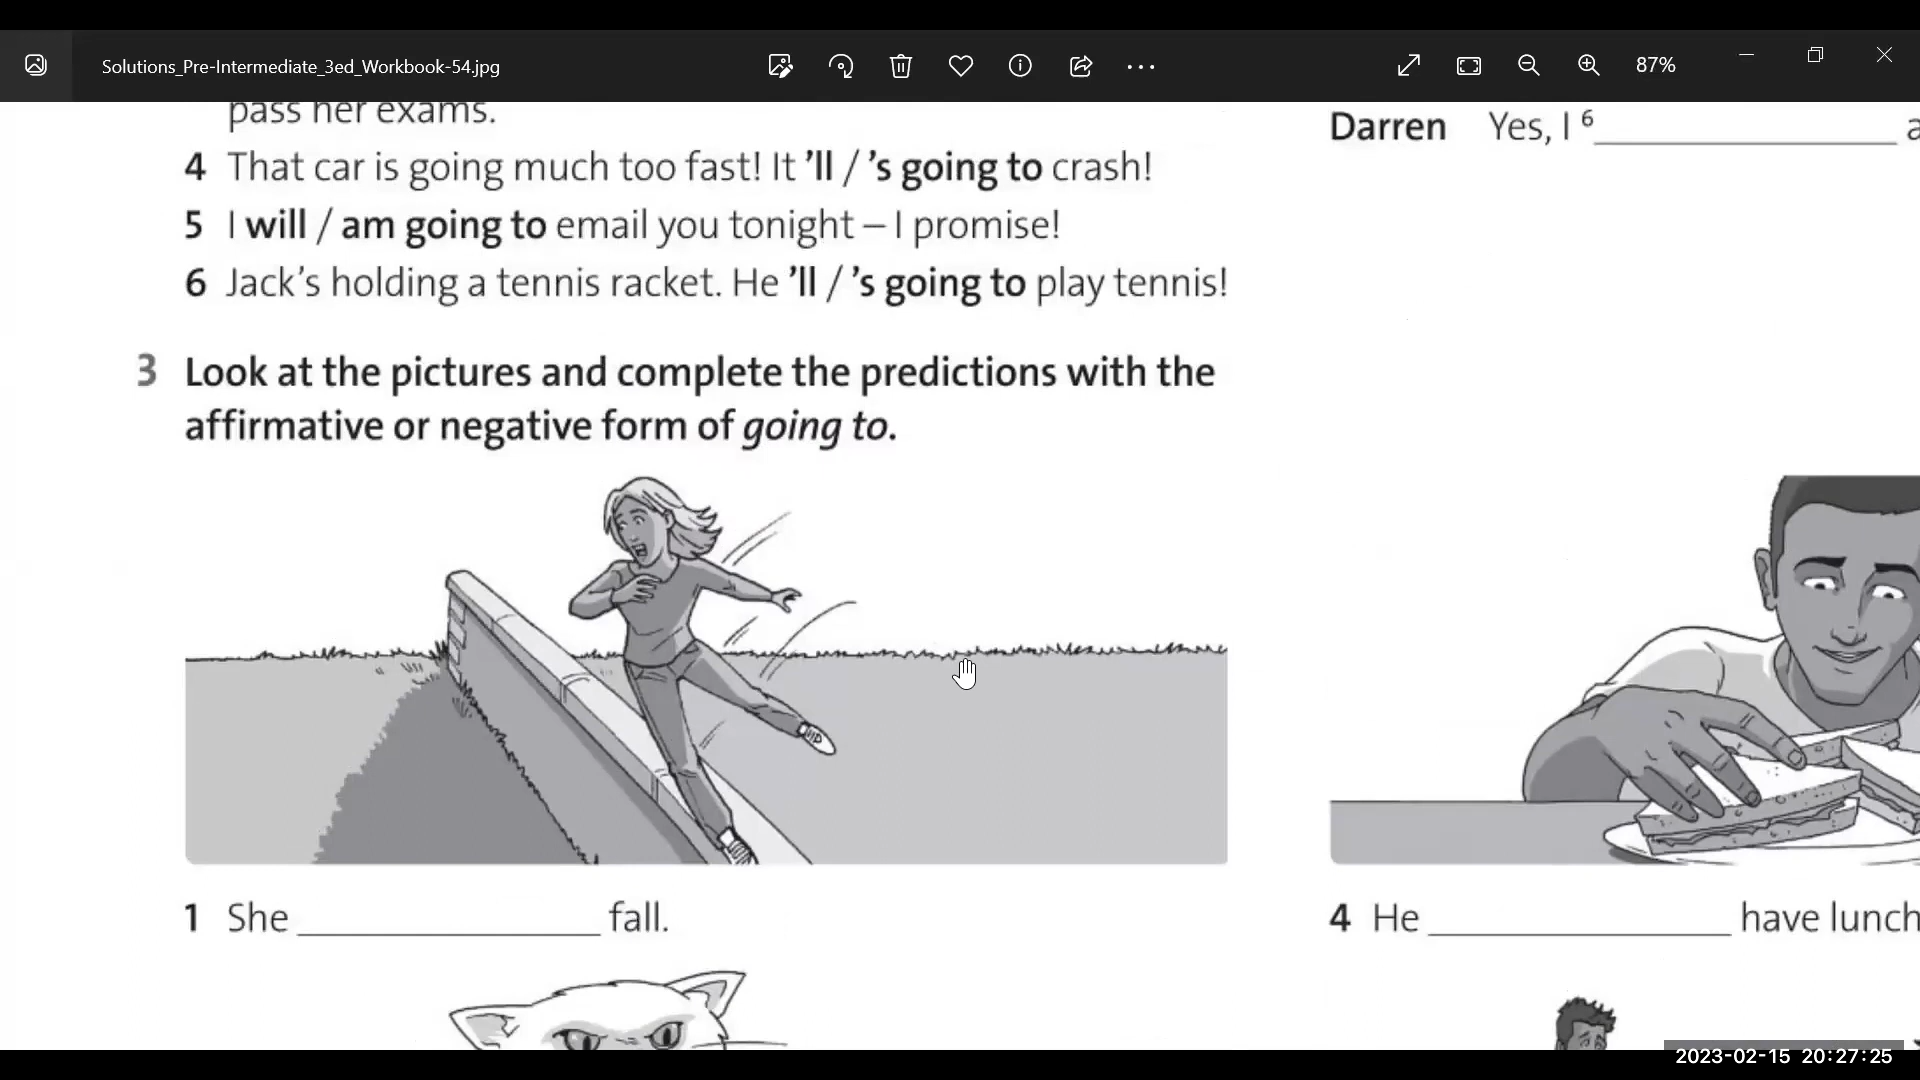 Solutions_Pre-Intermediate_3ed_Workbook-54.jpg
87%
pass her exams.
4 That car is going much too fast! It ’ll / ’s going to crash!
5 I will / am going to email you tonight – I promise!
6 Jack’s holding a tennis racket. He ’ll / ’s going to play tennis!
3 Look at the pictures and complete the predictions with the
affirmative or negative form of going to.
1 She ______________ fall.
Darren Yes, I 6 ______________
4 He ______________ have lunch
2023-02-15 20:27:25